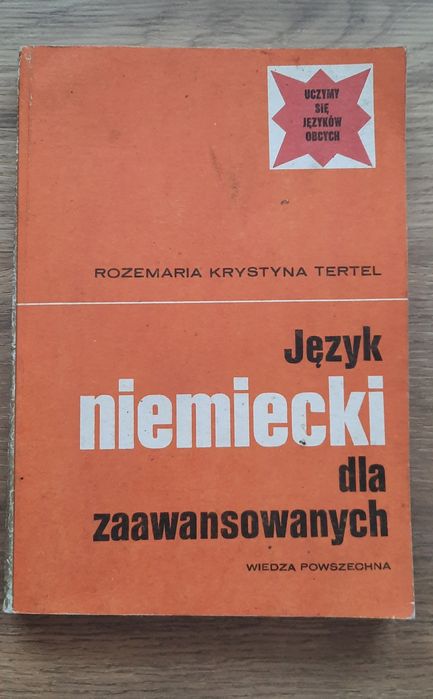 UCZYMY
SIĘ
JĘZYKÓW
OBCYCH
ROZEMARIA KRYSTYNA TERTEL
Język
niemiecki
dla
zaawansowanych
WIEDZA POWSZECHNA